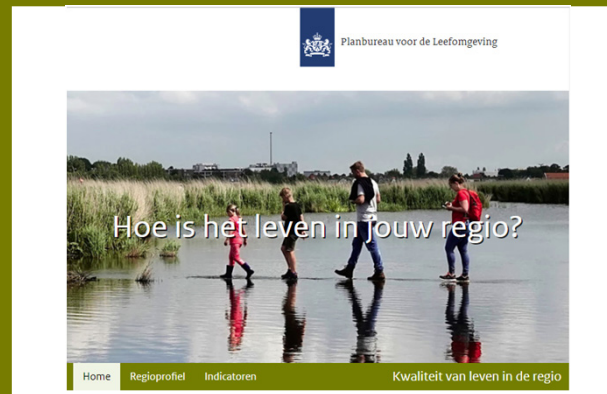 Planbureau voor de Leefomgeving
Hoe is het leven in jouw regio?
Home Regioprofiel Indicatoren Kwaliteit van leven in de regio